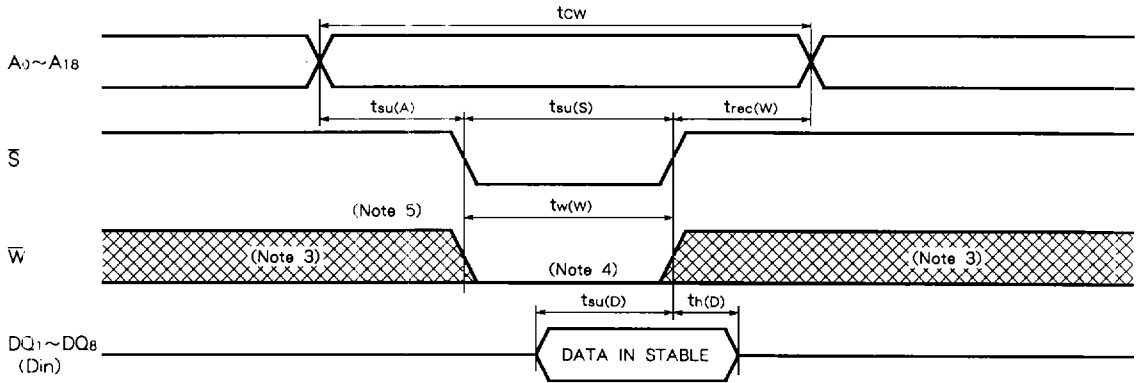 tCW
A0~A18
tsu(A)
tsu(S)
trec(W)
S̅
tw(W)
(Note 5)
W̅
(Note 3)
(Note 4)
(Note 3)
tsu(D)
th(D)
DQ1~DQ8
(Din)
DATA IN STABLE